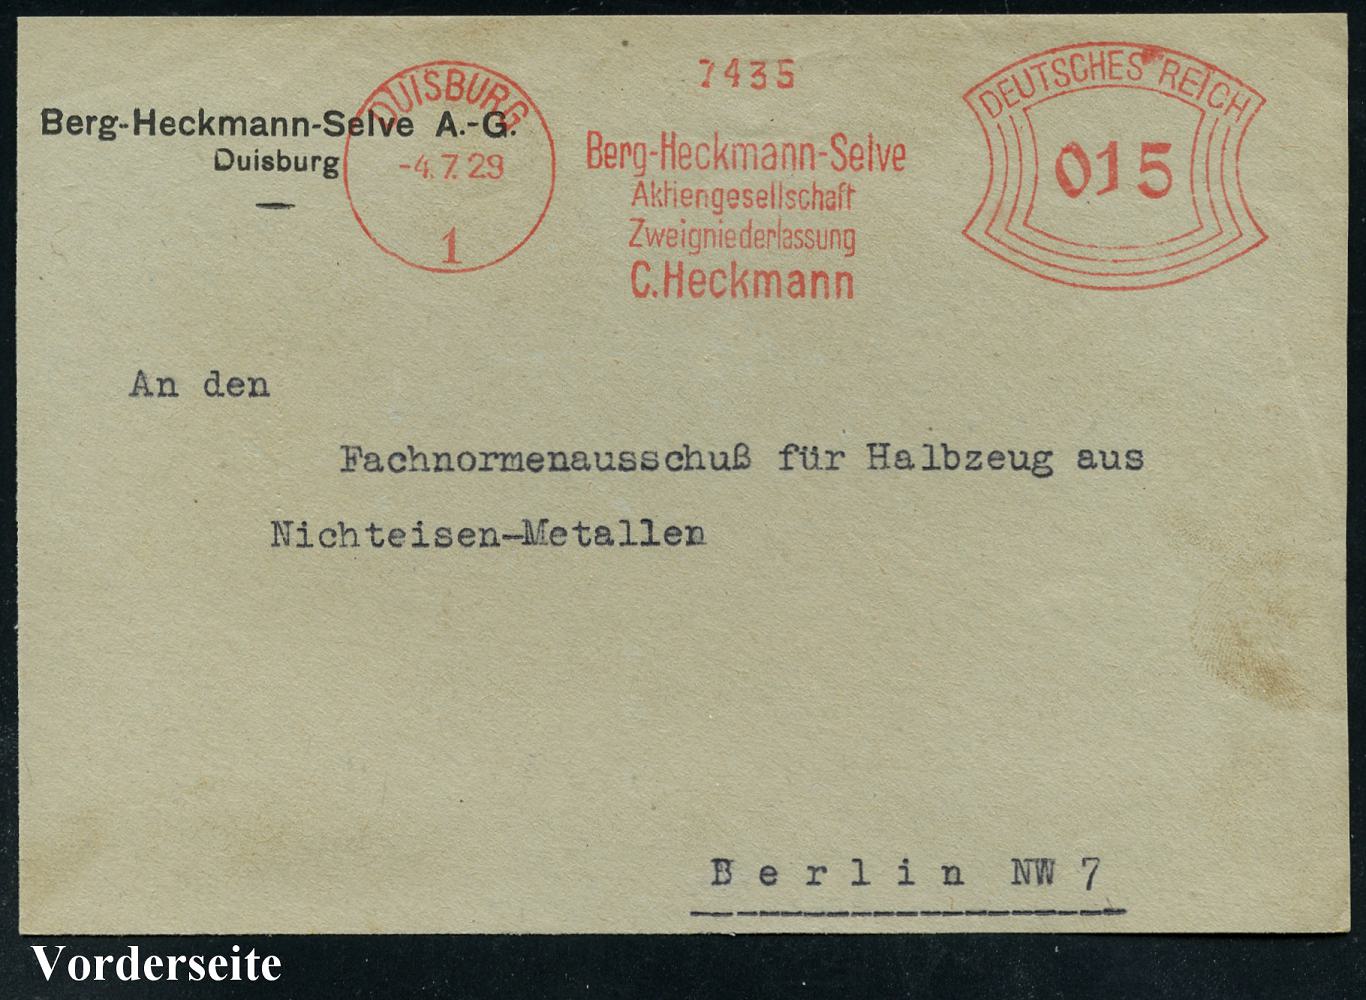 Berg-Heckmann-Selve A.-G.
Duisburg
DUISBURG
-4.7.29
1
7435
Berg-Heckmann-Selve
Aktiengesellschaft
Zweigniederlassung
C.Heckmann
DEUTSCHES REICH
015
An den
Fachnormenausschuß für Halbzeug aus
Nichteisen-Metallen
Berlin NW 7
Vorderseite